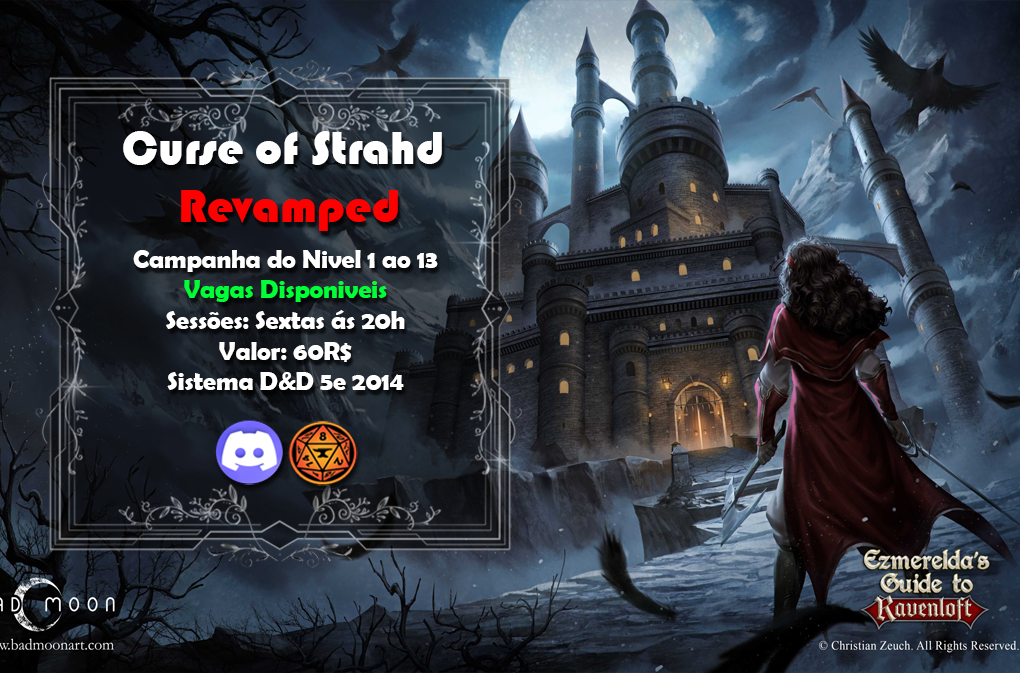 Curse of Strahd
Revamped
Campanha do Nivel 1 ao 13
Vagas Disponiveis
Sessões: Sextas ás 20h
Valor: 60R$
Sistema D&D 5e 2014
8
AD MOON
w.badmoonart.com
Ezmerelda's
Guide to
Ravenloft
© Christian Zeuch. All Rights Reserved.